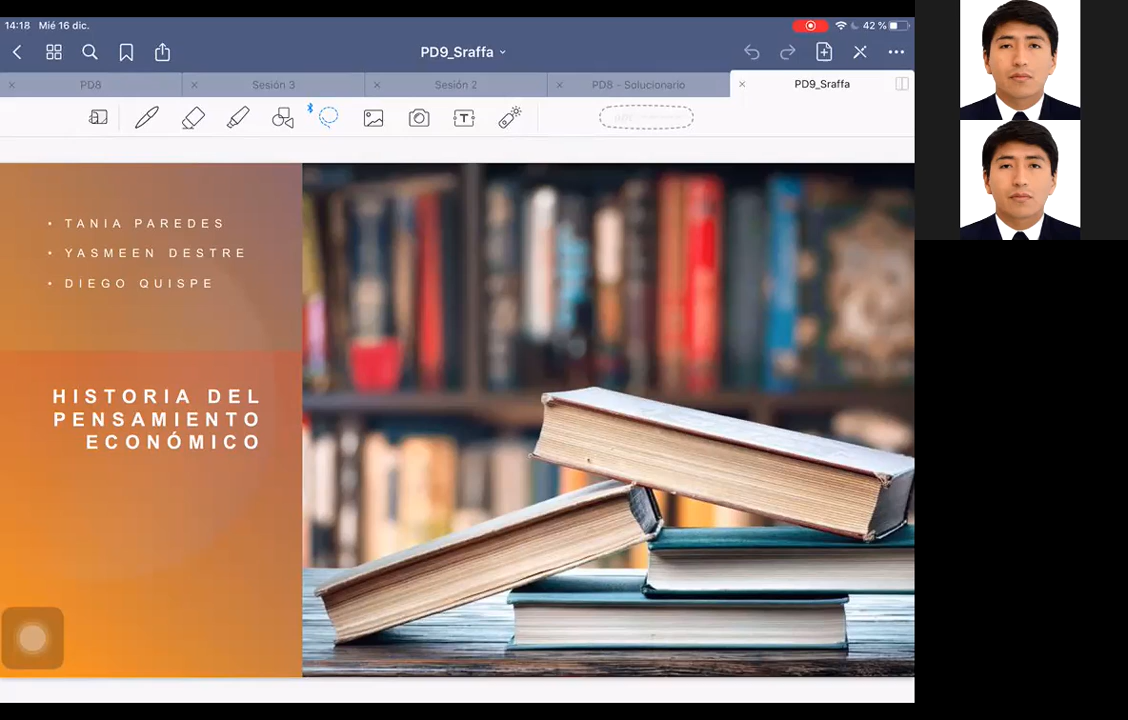 14:18 Mié 16 dic. 42 %
PD9_Sraffa
PD8 Sesión 3 Sesión 2 PD8 - Solucionario PD9_Sraffa
T
• TANIA PAREDES
• YASMEEN DESTRE
• DIEGO QUISPE
HISTORIA DEL
PENSAMIENTO
ECONÓMICO